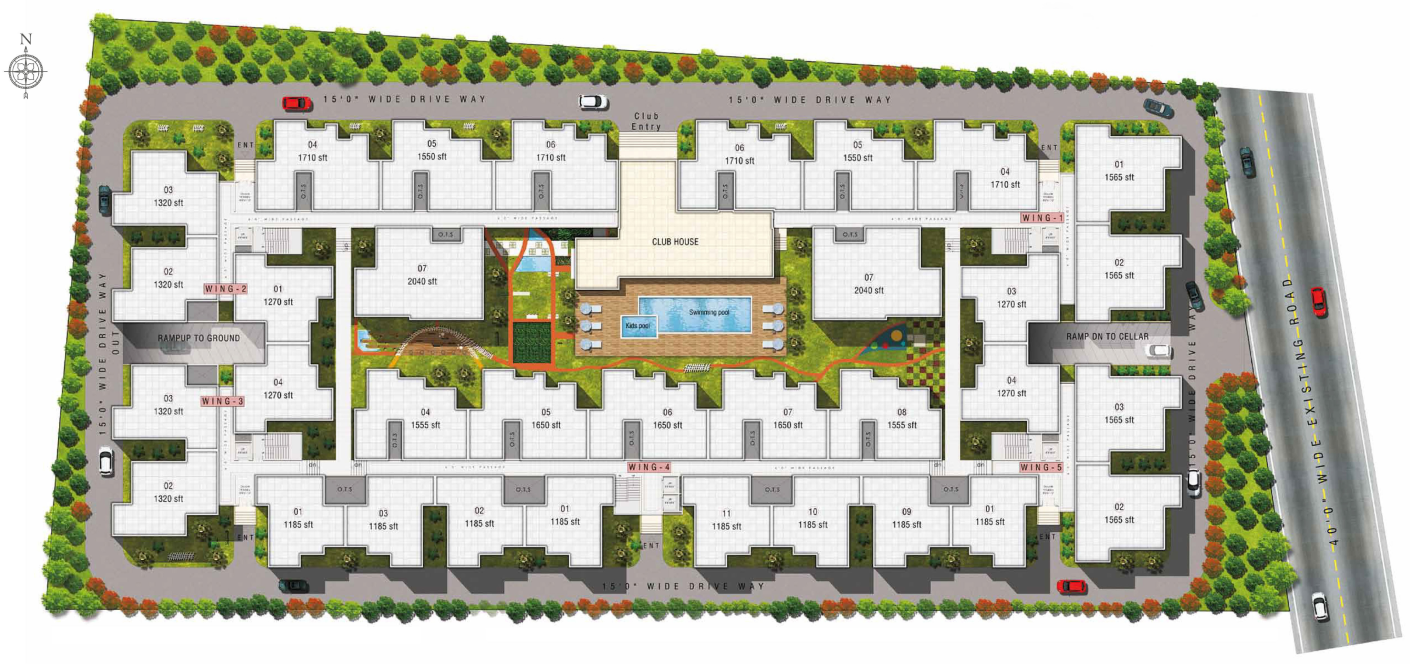 N
15'0" WIDE DRIVE WAY
15'0" WIDE DRIVE WAY
Club
Entry
ENT
04
1710 sft
05
1550 sft
06
1710 sft
06
1710 sft
05
1550 sft
04
1710 sft
ENT
01
1565 sft
03
1320 sft
O.T.S
O.T.S
O.T.S
O.T.S
WING-1
CLUB HOUSE
O.T.S
O.T.S
07
2040 sft
07
2040 sft
02
1320 sft
01
1270 sft
WING-2
03
1270 sft
02
1565 sft
Kids pool
Swimming pool
15'0" WIDE DRIVE WAY
OUT
RAMPUP TO GROUND
RAMP DN TO CELLAR
15'0" WIDE DRIVE WAY
40'0" WIDE EXISTING ROAD
03
1320 sft
WING-3
04
1270 sft
04
1555 sft
05
1650 sft
06
1650 sft
07
1650 sft
08
1555 sft
04
1270 sft
03
1565 sft
O.T.S
O.T.S
O.T.S
O.T.S
O.T.S
WING-4
WING-5
02
1320 sft
O.T.S
O.T.S
O.T.S
O.T.S
01
1185 sft
03
1185 sft
02
1185 sft
01
1185 sft
11
1185 sft
10
1185 sft
09
1185 sft
01
1185 sft
02
1565 sft
ENT
ENT
ENT
15'0" WIDE DRIVE WAY